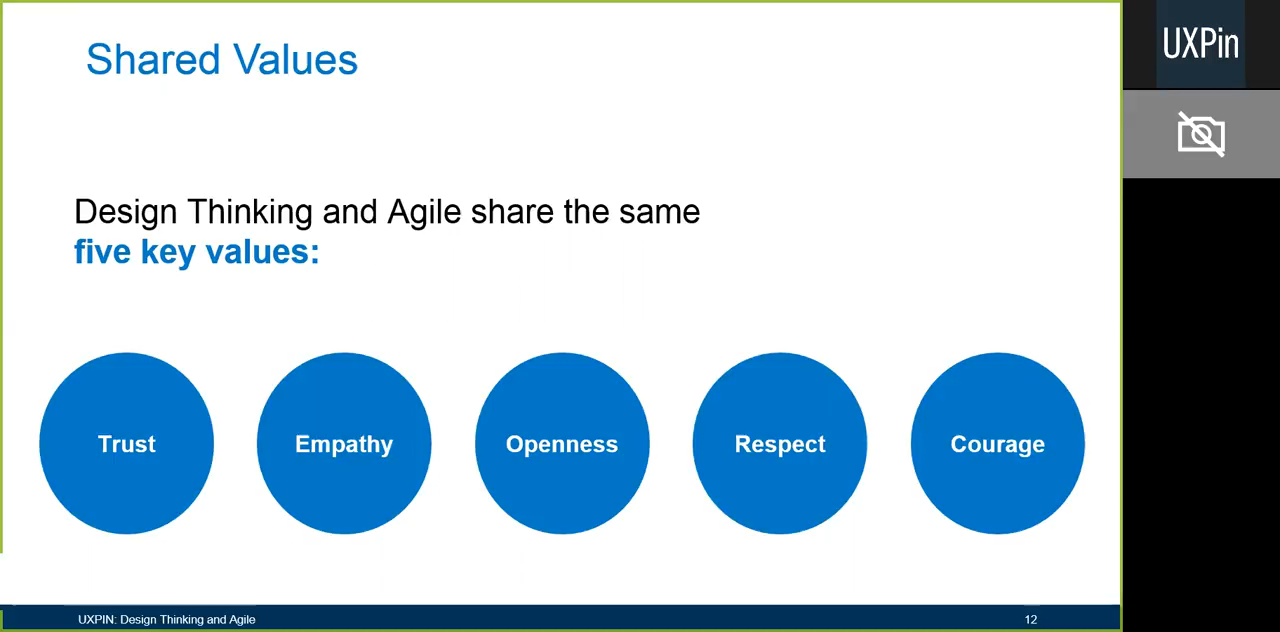 Shared Values
UXPin
Design Thinking and Agile share the same
five key values:
Trust
Empathy
Openness
Respect
Courage
UXPIN: Design Thinking and Agile
12